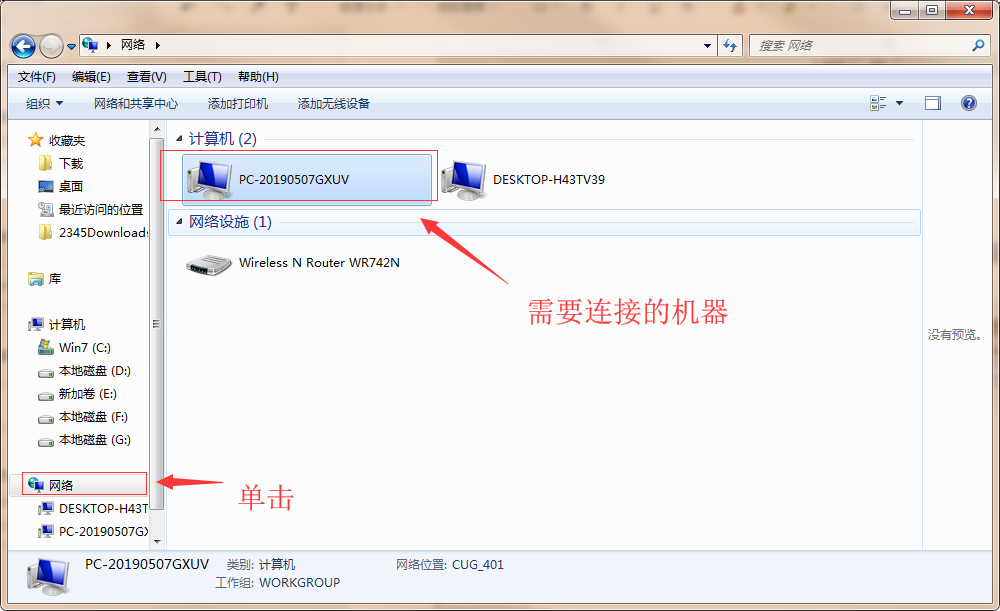 网络
搜索 网络
文件(F) 编辑(E) 查看(V) 工具(T) 帮助(H)
组织 网络和共享中心 添加打印机 添加无线设备
收藏夹
下载
桌面
最近访问的位置
2345Downloads
库
计算机
Win7 (C:)
本地磁盘 (D:)
新加卷 (E:)
本地磁盘 (F:)
本地磁盘 (G:)
网络
DESKTOP-H43T
PC-20190507GX
计算机 (2)
PC-20190507GXUV
DESKTOP-H43TV39
网络设施 (1)
Wireless N Router WR742N
需要连接的机器
单击
没有预览。
PC-20190507GXUV 类别: 计算机 网络位置: CUG_401
工作组: WORKGROUP